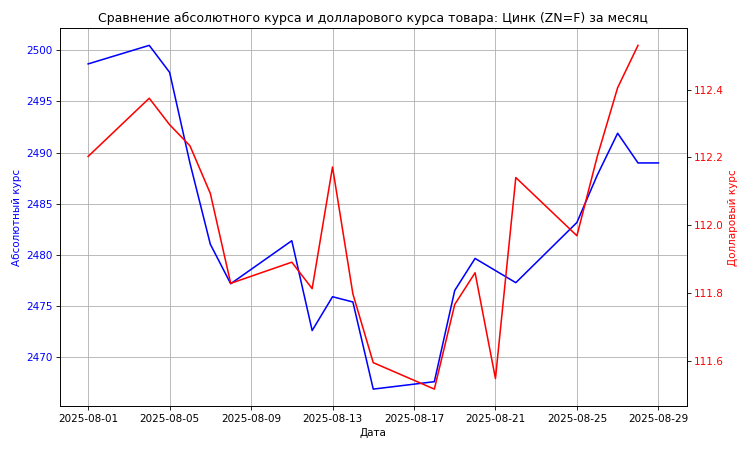 Сравнение абсолютного курса и долларового курса товара: Цинк (ZN=F) за месяц
2500
2495
2490
2485
2480
2475
2470
Абсолютный курс
112.4
112.2
112.0
111.8
111.6
Долларовый курс
2025-08-01 2025-08-05 2025-08-09 2025-08-13 2025-08-17 2025-08-21 2025-08-25 2025-08-29
Дата